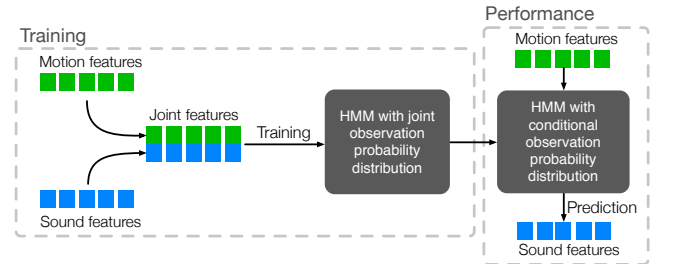 Training
Motion features
Joint features
Sound features
Training
HMM with joint
observation
probability
distribution
Performance
Motion features
HMM with
conditional
observation
probability
distribution
Prediction
Sound features